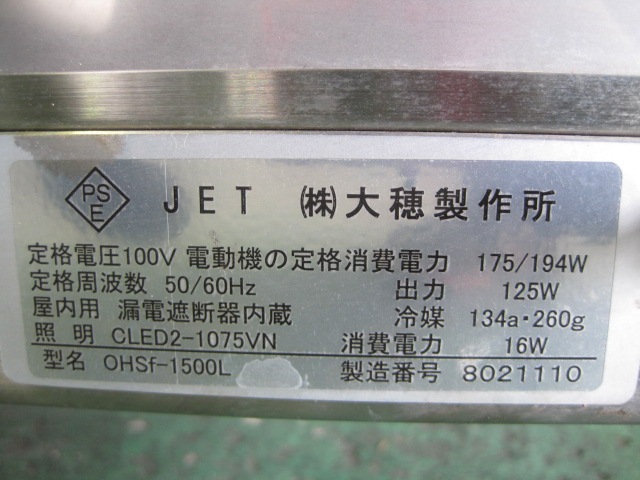 PSE JET ㈱大穂製作所
定格電圧100V 電動機の定格消費電力 175/194W
定格周波数 50/60Hz 出力 125W
屋内用 漏電遮断器内蔵 冷媒 134a・260g
照明 CLED2-1075VN 消費電力 16W
型名 OHSf-1500L 製造番号 8021110